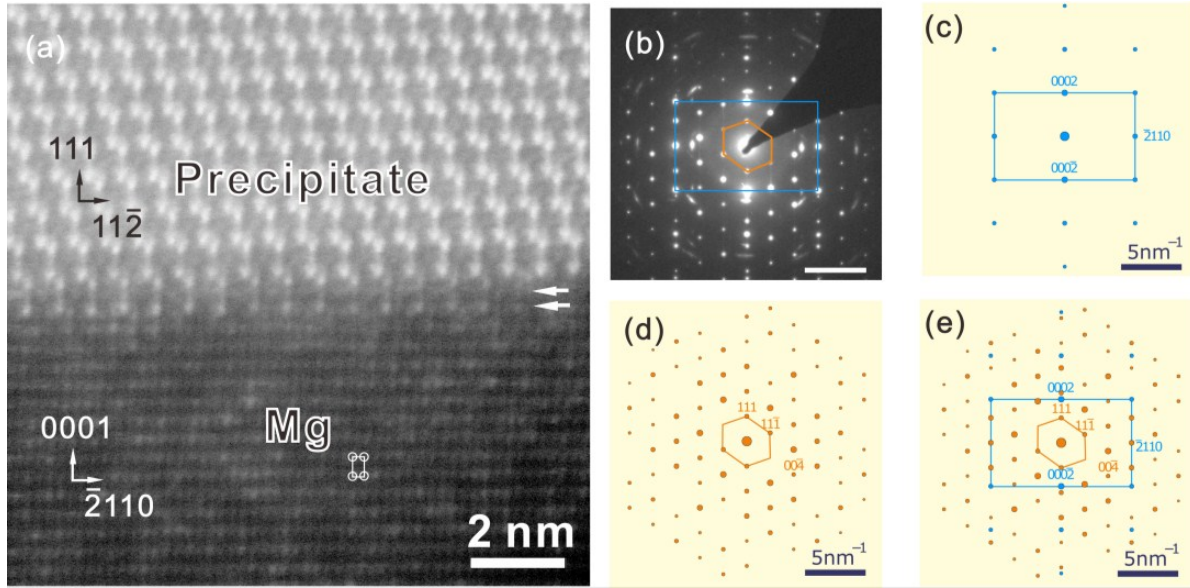 (a)
111
112̅
Precipitate
0001
2̅110
Mg
2 nm
(b)
(c)
0002
2̅110
0002̅
5nm⁻¹
(d)
111
111̅
004̅
5nm⁻¹
(e)
0002
111
111̅
2̅110
004̅
0002̅
5nm⁻¹